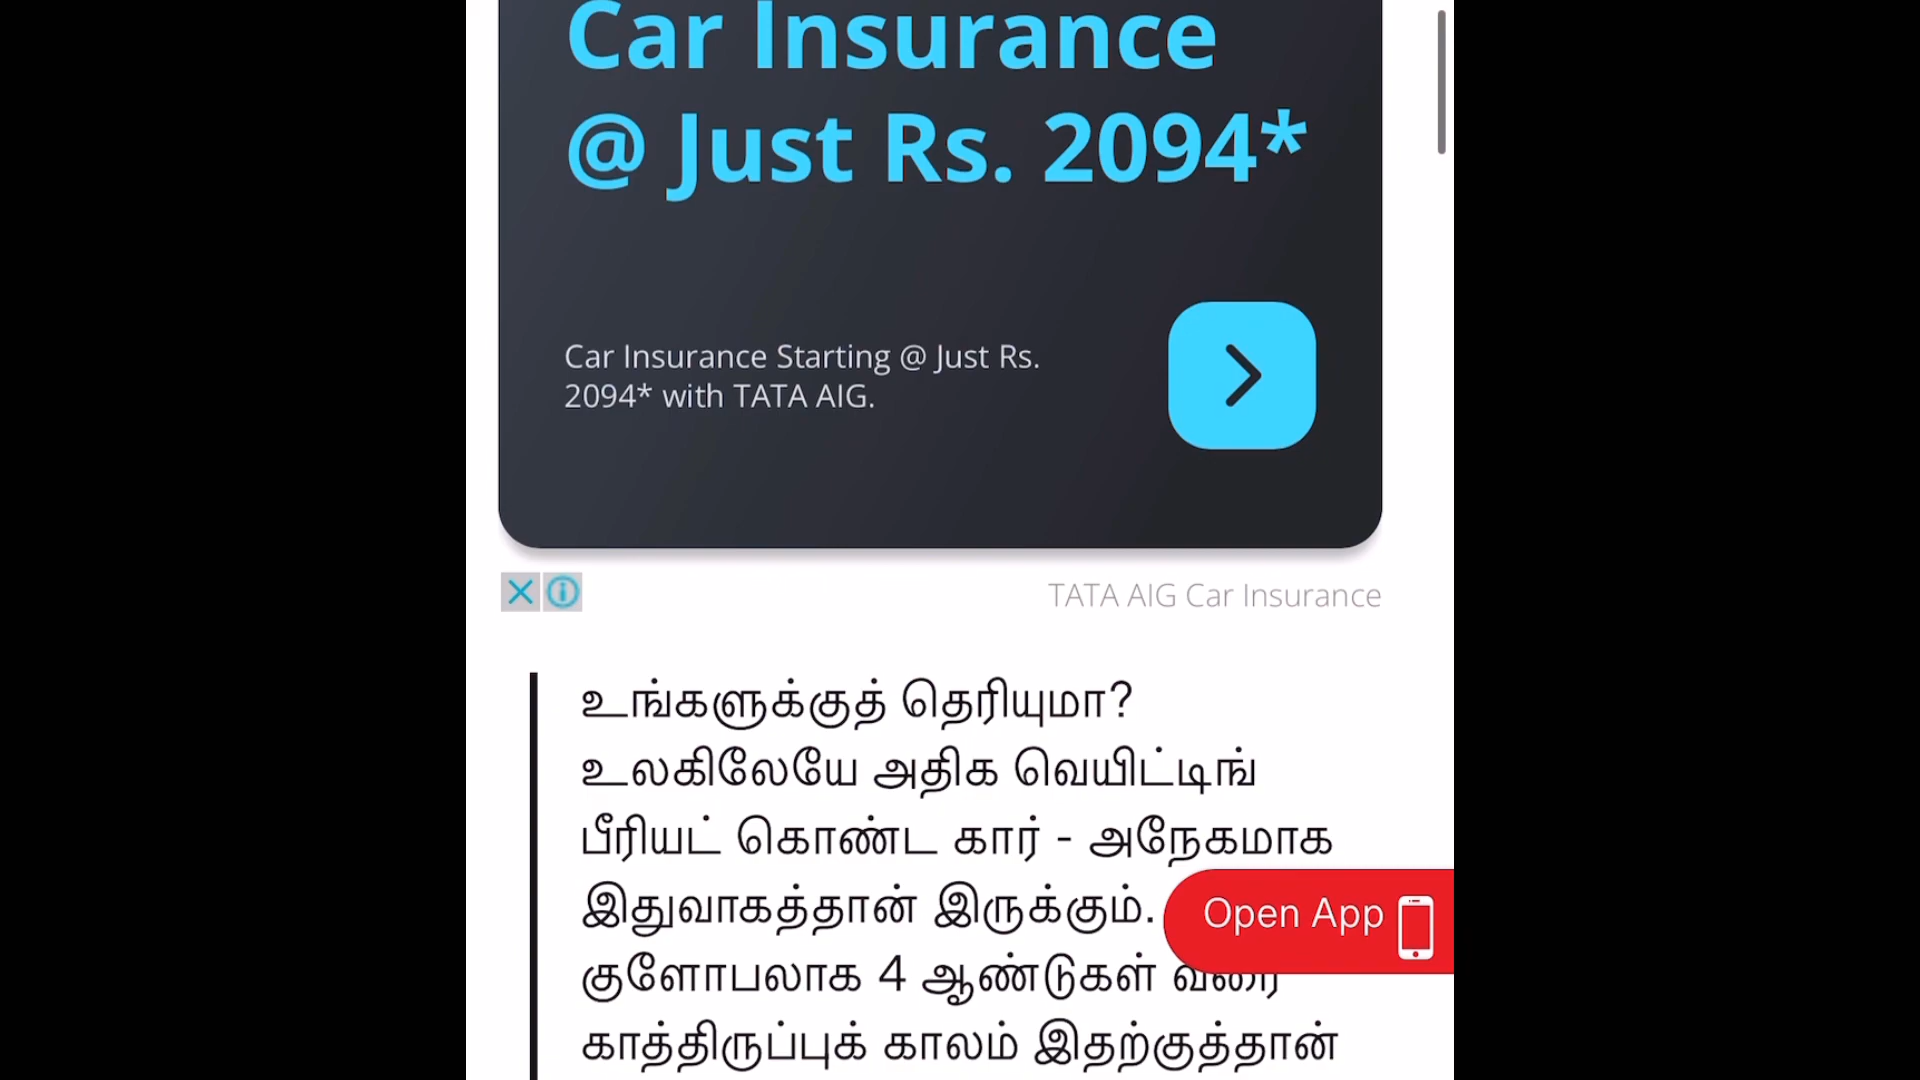 Car Insurance
@ Just Rs. 2094*
Car Insurance Starting @ Just Rs.
2094* with TATA AIG.
TATA AIG Car Insurance
உங்களுக்குத் தெரியுமா?
உலகிலேயே அதிக வெயிட்டிங்
பீரியட் கொண்ட கார் - அநேகமாக
இதுவாகத்தான் இருக்கும்.
Open App
குளோபலாக 4 ஆண்டுகள் வரை
காத்திருப்புக் காலம் இதற்குத்தான்